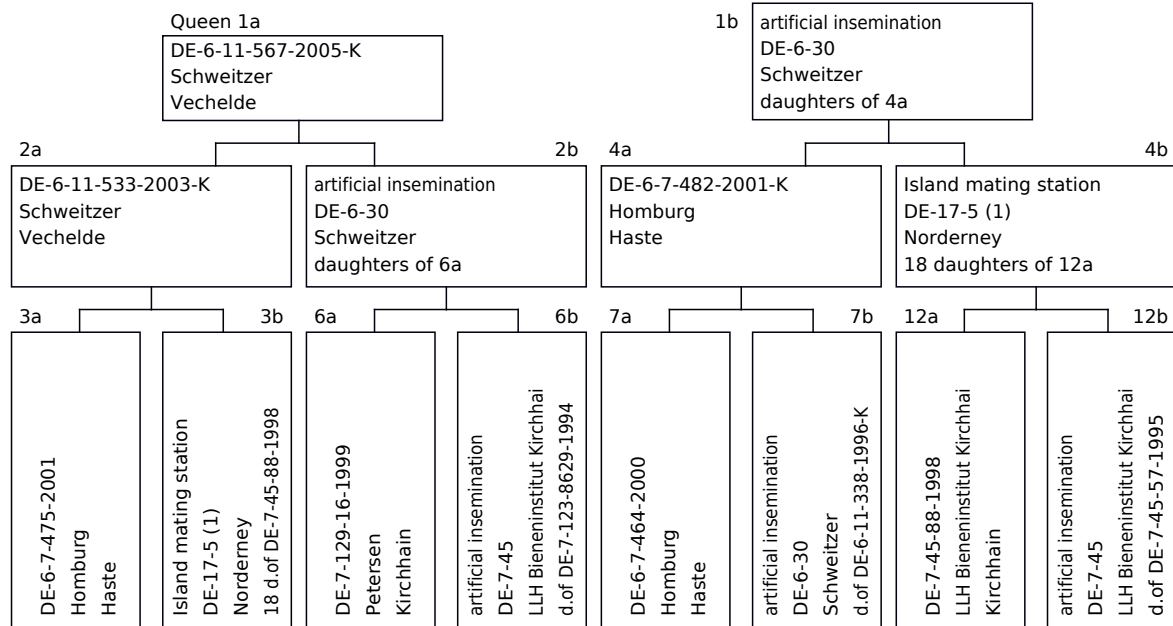 Queen 1a
DE-6-11-567-2005-K
Schweitzer
Vechelde
1b
artificial insemination
DE-6-30
Schweitzer
daughters of 4a
2a
DE-6-11-533-2003-K
Schweitzer
Vechelde
2b
artificial insemination
DE-6-30
Schweitzer
daughters of 6a
4a
DE-6-7-482-2001-K
Homburg
Haste
4b
Island mating station
DE-17-5 (1)
Norderney
18 daughters of 12a
3a
DE-6-7-475-2001
Homburg
Haste
3b
Island mating station
DE-17-5 (1)
Norderney
18 d.of DE-7-45-88-1998
6a
DE-7-129-16-1999
Petersen
Kirchhain
6b
artificial insemination
DE-7-45
LLH Bieneninstitut Kirchhai
d.of DE-7-123-8629-1994
7a
DE-6-7-464-2000
Homburg
Haste
7b
artificial insemination
DE-6-30
Schweitzer
d.of DE-6-11-338-1996-K
12a
DE-7-45-88-1998
LLH Bieneninstitut Kirchhai
Kirchhain
12b
artificial insemination
DE-7-45
LLH Bieneninstitut Kirchhai
d.of DE-7-45-57-1995